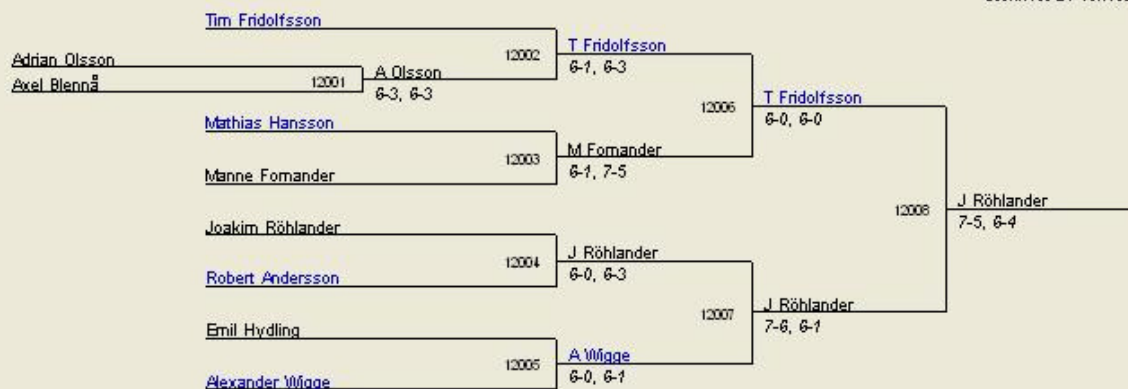 Tim Fridolfsson
12002
T Fridolfsson
6-1, 6-3
Adrian Olsson
Axel Blennå
12001
A Olsson
6-3, 6-3
12006
T Fridolfsson
6-0, 6-0
Mathias Hansson
12003
M Fornander
6-1, 7-5
Manne Fornander
12008
J Röhlander
7-5, 6-4
Joakim Röhlander
12004
J Röhlander
6-0, 6-3
Robert Andersson
12007
J Röhlander
7-6, 6-1
Emil Hydling
12005
A Wigge
6-0, 6-1
Alexander Wigge